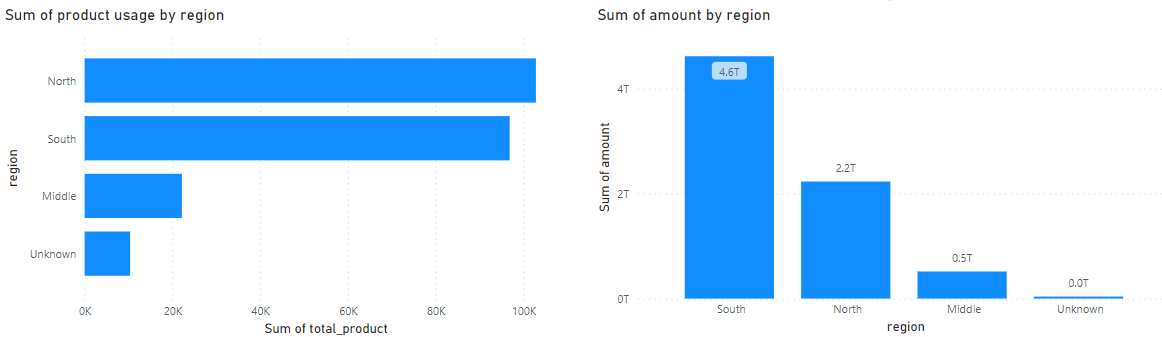 Sum of product usage by region
region
North
South
Middle
Unknown
0K 20K 40K 60K 80K 100K
Sum of total_product
Sum of amount by region
Sum of amount
4T
2T
0T
4.6T
2.2T
0.5T
0.0T
South North Middle Unknown
region